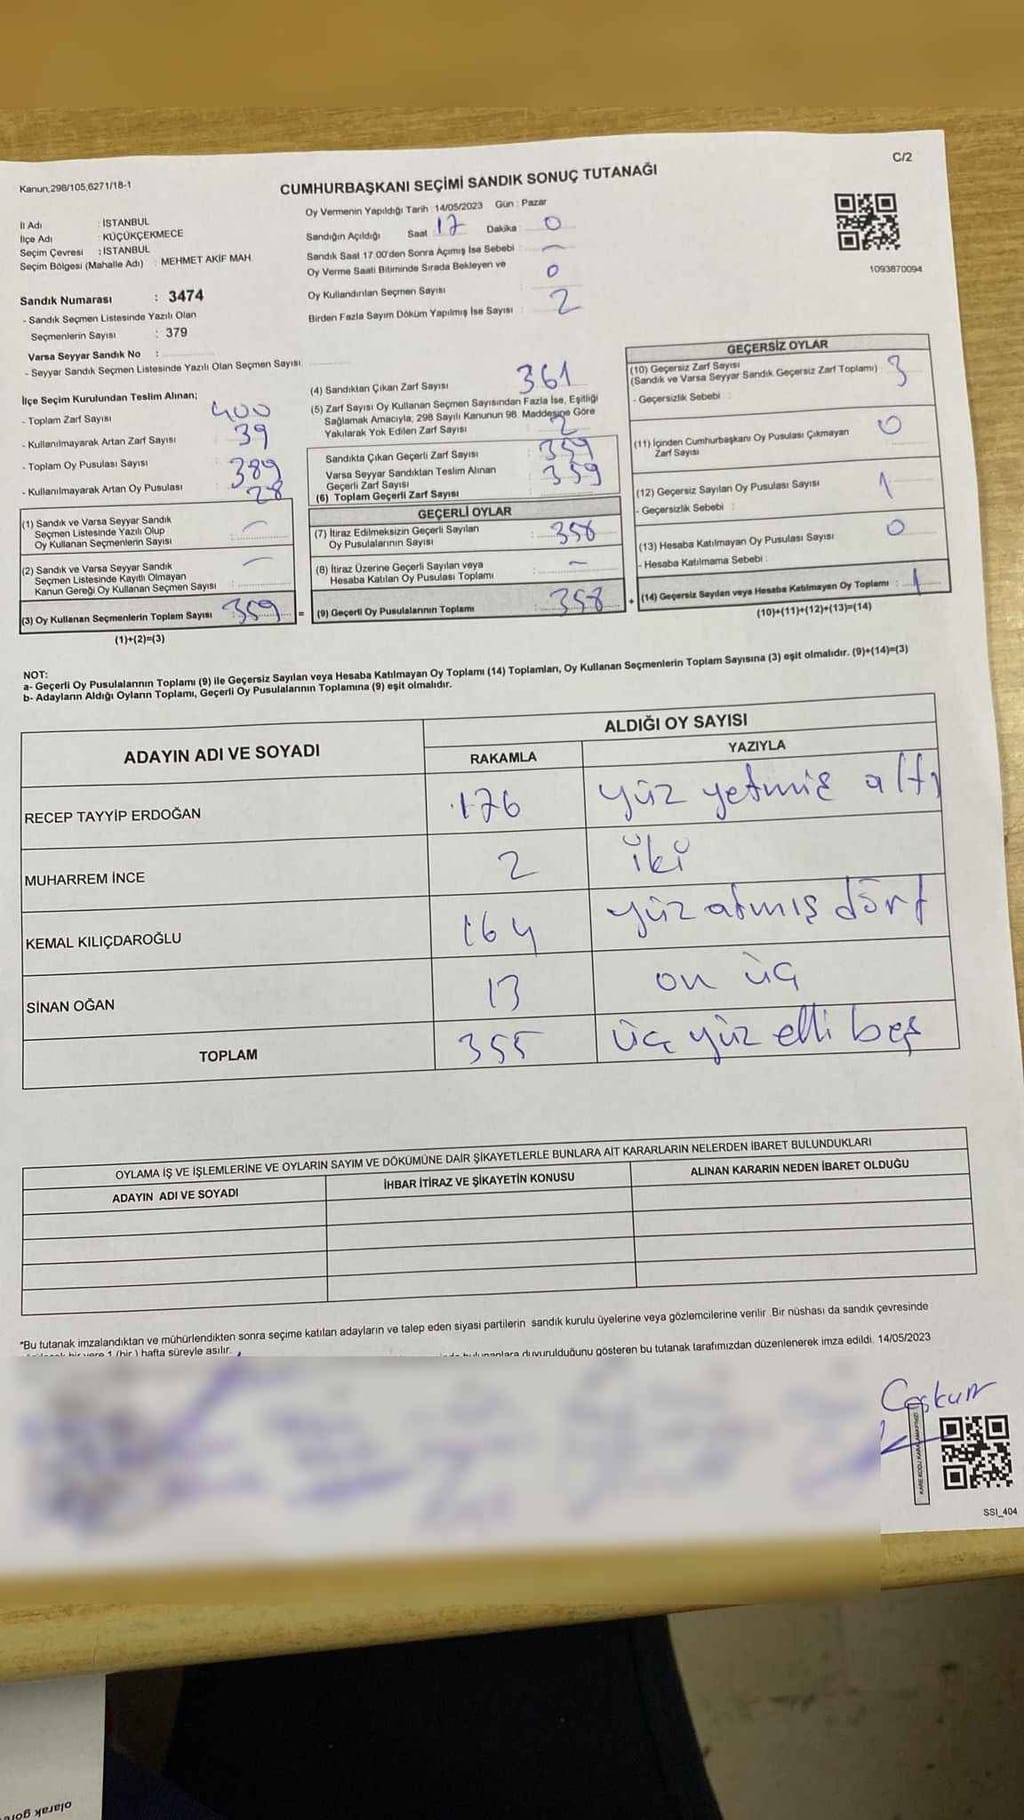 C/2
Kanun,298/105,6271/18-1
CUMHURBAŞKANI SEÇİMİ SANDIK SONUÇ TUTANAĞI
İl Adı : İSTANBUL
İlçe Adı : KÜÇÜKÇEKMECE
Seçim Çevresi : İSTANBUL
Seçim Bölgesi (Mahalle Adı) : MEHMET AKİF MAH.
Sandık Numarası : 3474
- Sandık Seçmen Listesinde Yazılı Olan
Seçmenlerin Sayısı : 379
Varsa Seyyar Sandık No :
- Seyyar Sandık Seçmen Listesinde Yazılı Olan Seçmen Sayısı
Oy Vermenin Yapıldığı Tarih : 14/05/2023 Gün : Pazar
Sandığın Açıldığı Saat 17 Dakika : 0
Sandık Saat 17:00'den Sonra Açımış İse Sebebi : -
Oy Verme Saati Bitiminde Sırada Bekleyen ve
Oy Kullandırılan Seçmen Sayısı : 0
Birden Fazla Sayım Döküm Yapılmış İse Sayısı : 2
1093870094
İlçe Seçim Kurulundan Teslim Alınan;
- Toplam Zarf Sayısı 400
- Kullanılmayarak Artan Zarf Sayısı 39
- Toplam Oy Pusulası Sayısı 389
- Kullanılmayarak Artan Oy Pusulası 28
(1) Sandık ve Varsa Seyyar Sandık
Seçmen Listesinde Yazılı Olup
Oy Kullanan Seçmenlerin Sayısı : -
(2) Sandık ve Varsa Seyyar Sandık
Seçmen Listesinde Kayıtlı Olmayan
Kanun Gereği Oy Kullanan Seçmen Sayısı : -
(3) Oy Kullanan Seçmenlerin Toplam Sayısı : 359 =
(1)+(2)=(3)
(4) Sandıktan Çıkan Zarf Sayısı 361
(5) Zarf Sayısı Oy Kullanan Seçmen Sayısından Fazla İse, Eşitliği
Sağlamak Amacıyla, 298 Sayılı Kanunun 98. Maddesine Göre
Yakılarak Yok Edilen Zarf Sayısı 2
Sandıkta Çıkan Geçerli Zarf Sayısı : 359
Varsa Seyyar Sandıktan Teslim Alınan
Geçerli Zarf Sayısı : 359
(6) Toplam Geçerli Zarf Sayısı
GEÇERLİ OYLAR
(7) İtiraz Edilmeksizin Geçerli Sayılan
Oy Pusulalarının Sayısı : 358
(8) İtiraz Üzerine Geçerli Sayılan veya
Hesaba Katılan Oy Pusulası Toplamı : -
(9) Geçerli Oy Pusulalarının Toplamı : 358 +
GEÇERSİZ OYLAR
(10) Geçersiz Zarf Sayısı
(Sandık ve Varsa Seyyar Sandık Geçersiz Zarf Toplamı) : 3
- Geçersizlik Sebebi :
(11) İçinden Cumhurbaşkanı Oy Pusulası Çıkmayan
Zarf Sayısı : 0
(12) Geçersiz Sayılan Oy Pusulası Sayısı : 1
- Geçersizlik Sebebi :
(13) Hesaba Katılmayan Oy Pusulası Sayısı : 0
- Hesaba Katılmama Sebebi :
(14) Geçersiz Sayılan veya Hesaba Katılmayan Oy Toplamı : 1
(10)+(11)+(12)+(13)=(14)
NOT:
a- Geçerli Oy Pusulalarının Toplamı (9) ile Geçersiz Sayılan veya Hesaba Katılmayan Oy Toplamı (14) Toplamları, Oy Kullanan Seçmenlerin Toplam Sayısına (3) eşit olmalıdır. (9)+(14)=(3)
b- Adayların Aldığı Oyların Toplamı, Geçerli Oy Pusulalarının Toplamına (9) eşit olmalıdır.
ADAYIN ADI VE SOYADI
ALDIĞI OY SAYISI
RAKAMLA YAZIYLA
RECEP TAYYİP ERDOĞAN 176 yüz yetmiş altı
MUHARREM İNCE 2 iki
KEMAL KILIÇDAROĞLU 164 yüz atmış dört
SİNAN OĞAN 13 on üç
TOPLAM 355 üç yüz elli beş
OYLAMA İŞ VE İŞLEMLERİNE VE OYLARIN SAYIM VE DÖKÜMÜNE DAİR ŞİKAYETLERLE BUNLARA AİT KARARLARIN NELERDEN İBARET BULUNDUKLARI
ADAYIN ADI VE SOYADI İHBAR İTİRAZ VE ŞİKAYETİN KONUSU ALINAN KARARIN NEDEN İBARET OLDUĞU
*Bu tutanak imzalandıktan ve mühürlendikten sonra seçime katılan adayların ve talep eden siyasi partilerin sandık kurulu üyelerine veya gözlemcilerine verilir. Bir nüshası da sandık çevresinde
bir yere 1 (bir) hafta süreyle asılır. duyurulduğunu gösteren bu tutanak tarafımızdan düzenlenerek imza edildi. 14/05/2023
Coşkun
SSI_404
olarak